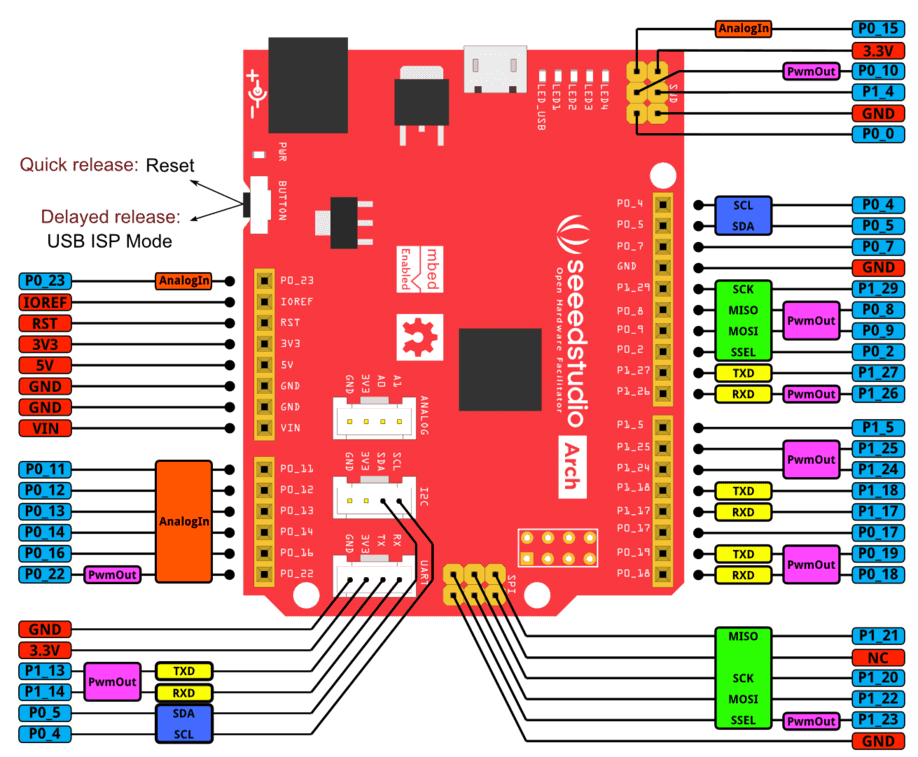 AnalogIn P0_15
3.3V
PwmOut P0_10
P1_4
GND
P0_0
SWD
LED_USB
LED1
LED2
LED3
LED4
PWR
BUTTON
Quick release: Reset
Delayed release:
USB ISP Mode
mbed
Enabled
seeedstudio
Open Hardware Facilitator
Arch
P0_23 AnalogIn P0_23
IOREF IOREF
RST RST
3V3 3V3
5V 5V
GND GND
GND GND
VIN VIN
P0_11 P0_11
P0_12 P0_12
P0_13 P0_13
P0_14 P0_14
P0_16 P0_16
P0_22 PwmOut P0_22
AnalogIn
P0_4 SCL P0_4
P0_5 SDA P0_5
P0_7 P0_7
GND GND
P1_29 SCK P1_29
P0_8 MISO P0_8
PwmOut
P0_9 MOSI P0_9
P0_2 SSEL P0_2
P1_27 TXD P1_27
P1_26 RXD PwmOut P1_26
P1_5 P1_5
P1_25 P1_25
PwmOut
P1_24 P1_24
P1_18 TXD P1_18
P1_17 RXD P1_17
P0_17 P0_17
P0_19 TXD P0_19
PwmOut
P0_18 RXD P0_18
GND 3V3 A0 A1
ANALOG
GND 3V3 SDA SCL
I2C
GND 3V3 TX RX
UART
SPI
GND
3.3V
P1_13 TXD
PwmOut
P1_14 RXD
P0_5 SDA
P0_4 SCL
MISO P1_21
NC
SCK P1_20
MOSI P1_22
SSEL PwmOut P1_23
GND